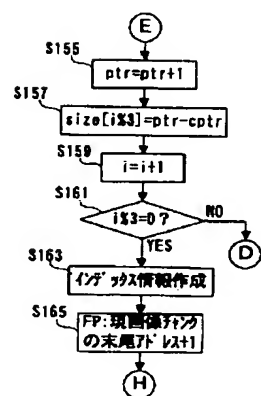 E
S155
ptr=ptr+1
S157
size[i%3]=ptr-cptr
S159
i=i+1
S161
i%3=0?
NO
D
YES
S163
インデックス情報作成
S165
FP:現画像チャンク
の末尾アドレス+1
H